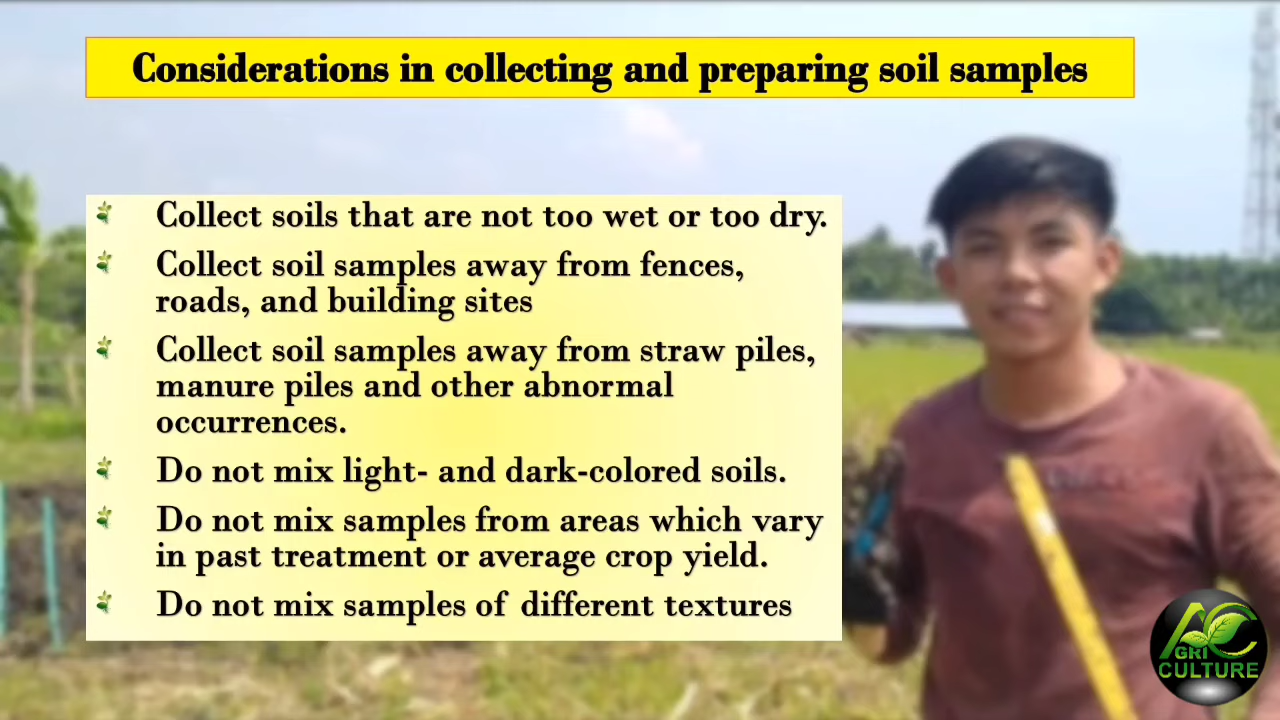 Considerations in collecting and preparing soil samples
Collect soils that are not too wet or too dry.
Collect soil samples away from fences,
roads, and building sites
Collect soil samples away from straw piles,
manure piles and other abnormal
occurrences.
Do not mix light- and dark-colored soils.
Do not mix samples from areas which vary
in past treatment or average crop yield.
Do not mix samples of different textures
AC
GRI
CULTURE